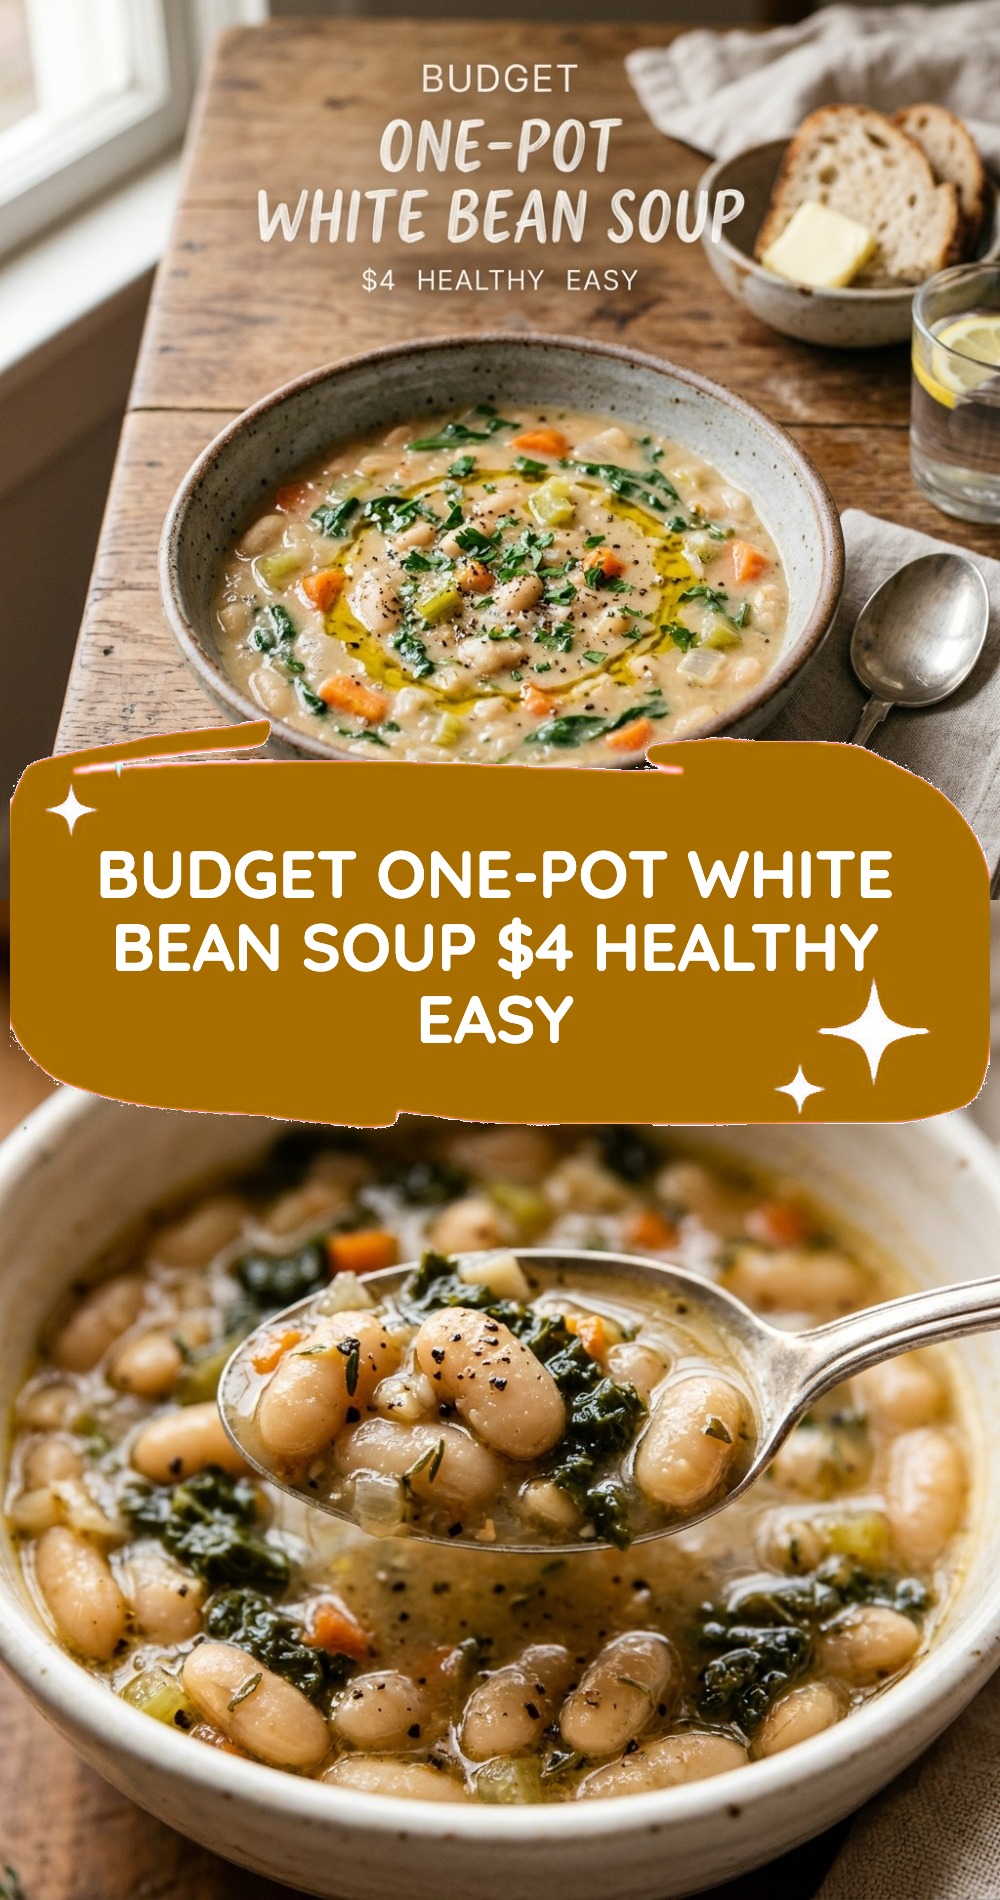 BUDGET
ONE-POT
WHITE BEAN SOUP
$4 HEALTHY EASY
BUDGET ONE-POT WHITE
BEAN SOUP $4 HEALTHY
EASY